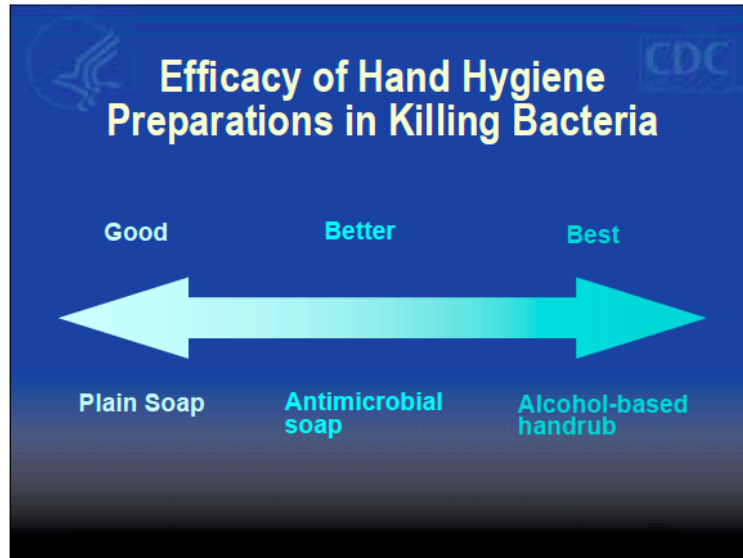 CDC
Efficacy of Hand Hygiene
Preparations in Killing Bacteria
Good
Better
Best
Plain Soap
Antimicrobial
soap
Alcohol-based
handrub